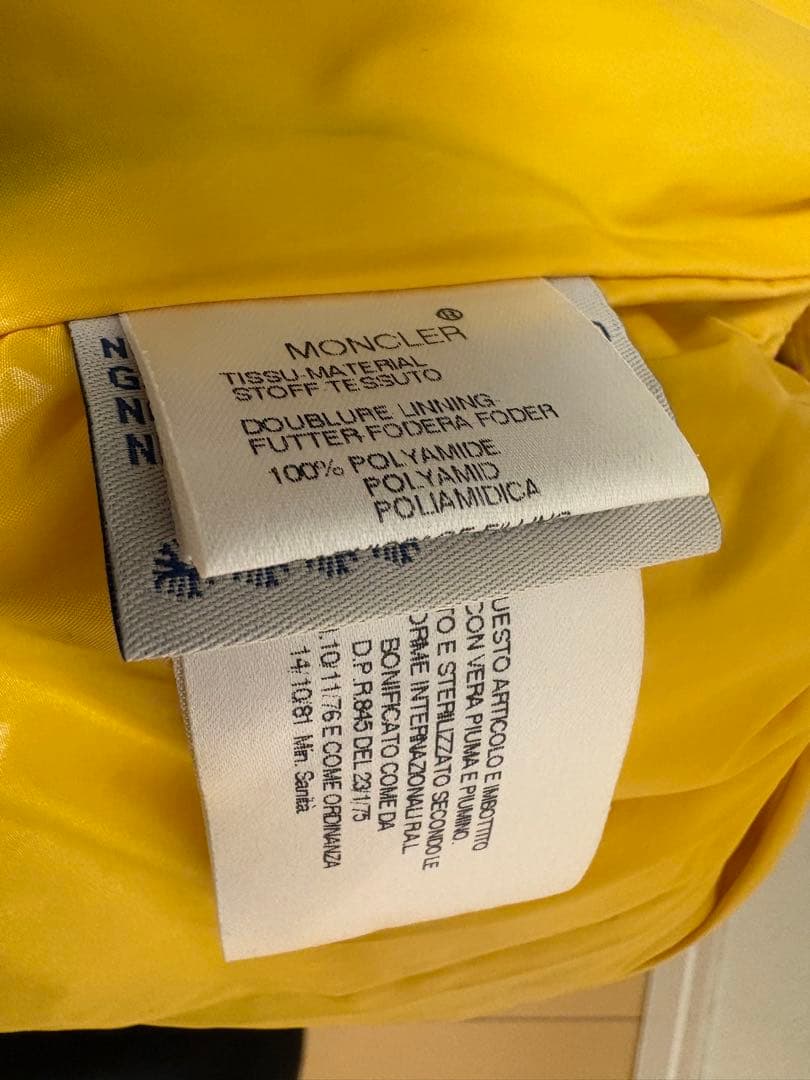 MONCLER®
TISSU-MATERIAL
STOFF-TESSUTO
DOUBLURE LINNING-
FUTTER-FODERA FODER
100% POLYAMIDE
POLYAMID
POLIAMIDICA
N
G
N
N
UESTO ARTICOLO E IMBOTTITO
CON VERA PIUMA E PIUMINO.
TO E STERILIZZATO SECONDO LE
ORME INTERNAZIONALI RAL
BONIFICATO COME DA
D.P.R.845 DEL 23/1/75
.10/11/76 E COME ORDINANZA
14/10/81 Min. Sanità